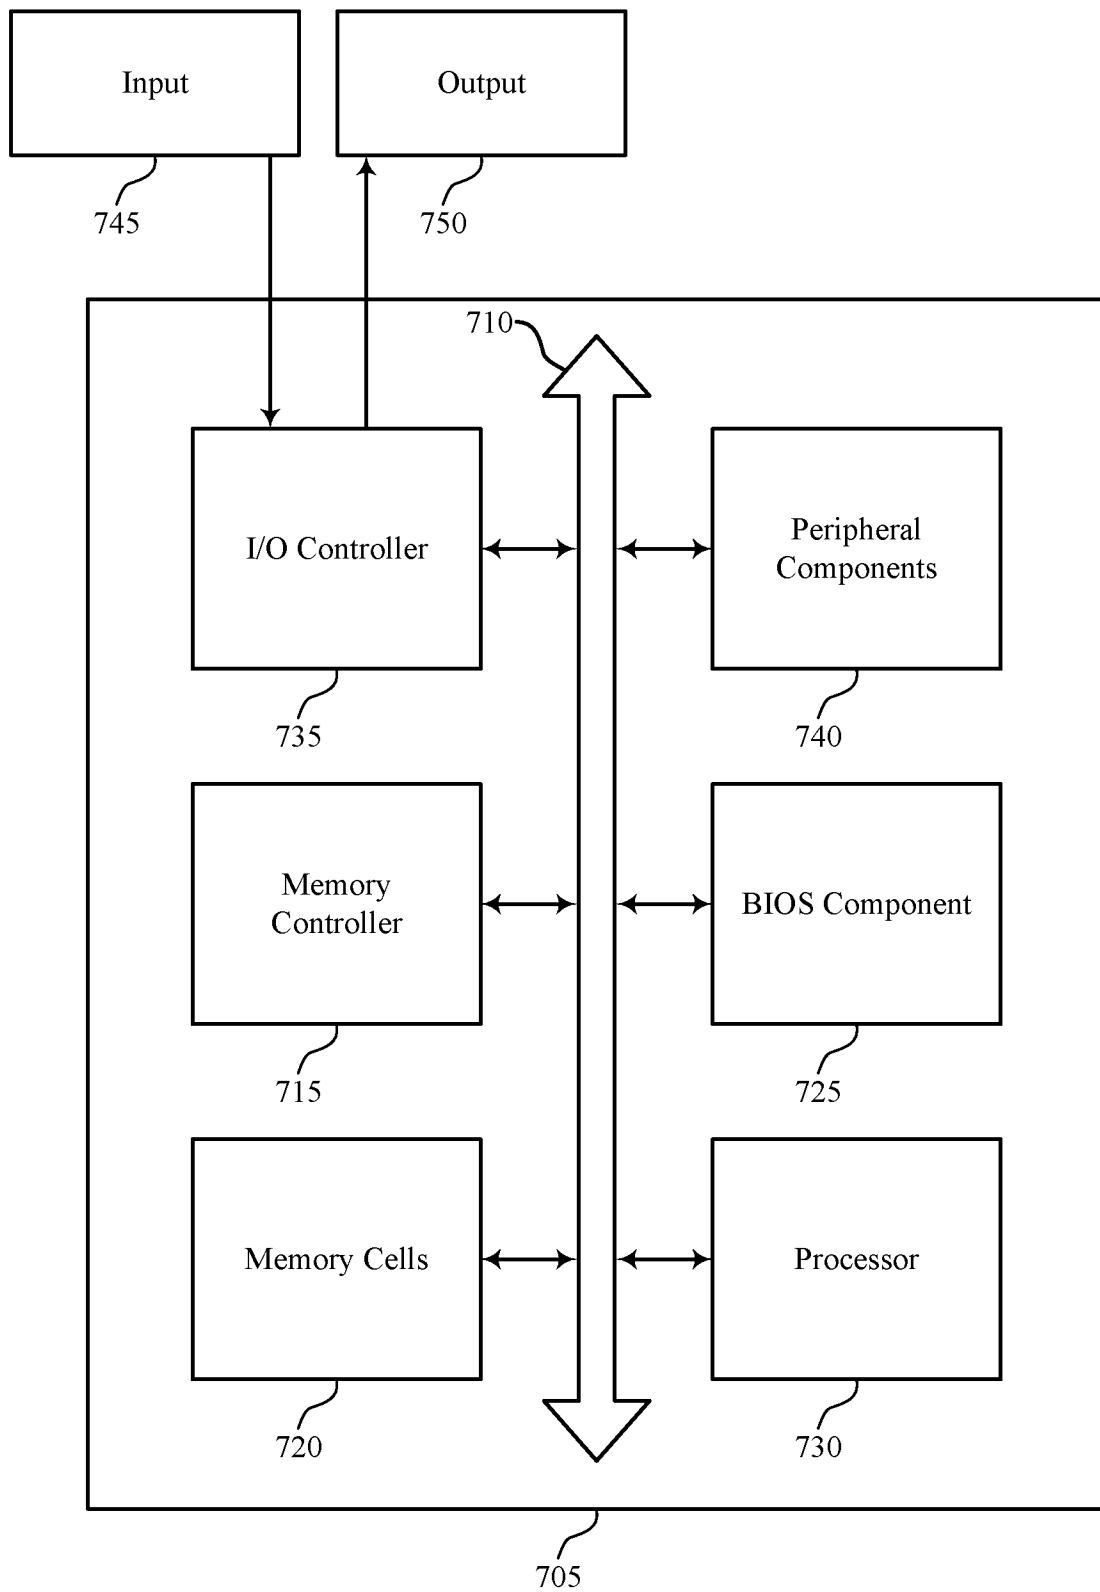 Input
Output
745
750
710
I/O Controller
Peripheral
Components
735
740
Memory
Controller
BIOS Component
715
725
Memory Cells
Processor
720
730
705